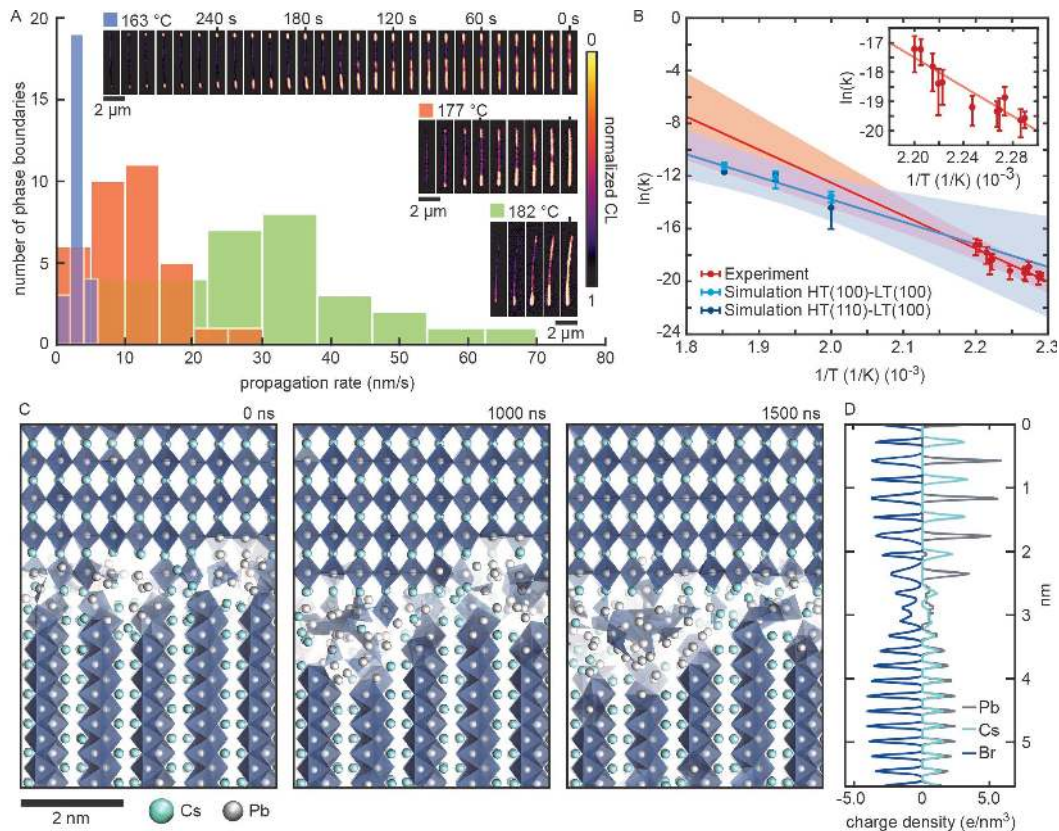 A
163 °C
240 s
180 s
120 s
60 s
0 s
2 μm
177 °C
2 μm
182 °C
2 μm
0
normalized CL
1
20
15
10
5
0
number of phase boundaries
0 10 20 30 40 50 60 70 80
propagation rate (nm/s)
B
ln(k)
-0
-4
-8
-12
-16
-20
-24
1.8 1.9 2.0 2.1 2.2 2.3
1/T (1/K) (10⁻³)
Experiment
Simulation HT(100)-LT(100)
Simulation HT(110)-LT(100)
ln(k)
-17
-18
-19
-20
2.20 2.24 2.28
1/T (1/K) (10⁻³)
C
0 ns
1000 ns
1500 ns
2 nm
Cs
Pb
D
0
1
2
3
4
5
nm
Pb
Cs
Br
-5.0 0 5.0
charge density (e/nm³)